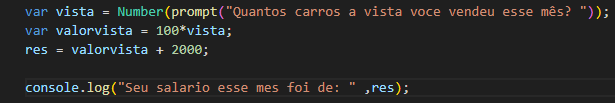 var vista = Number(prompt("Quantos carros a vista voce vendeu esse mês? "));
var valorvista = 100*vista;
res = valorvista + 2000;
console.log("Seu salario esse mes foi de: " ,res);